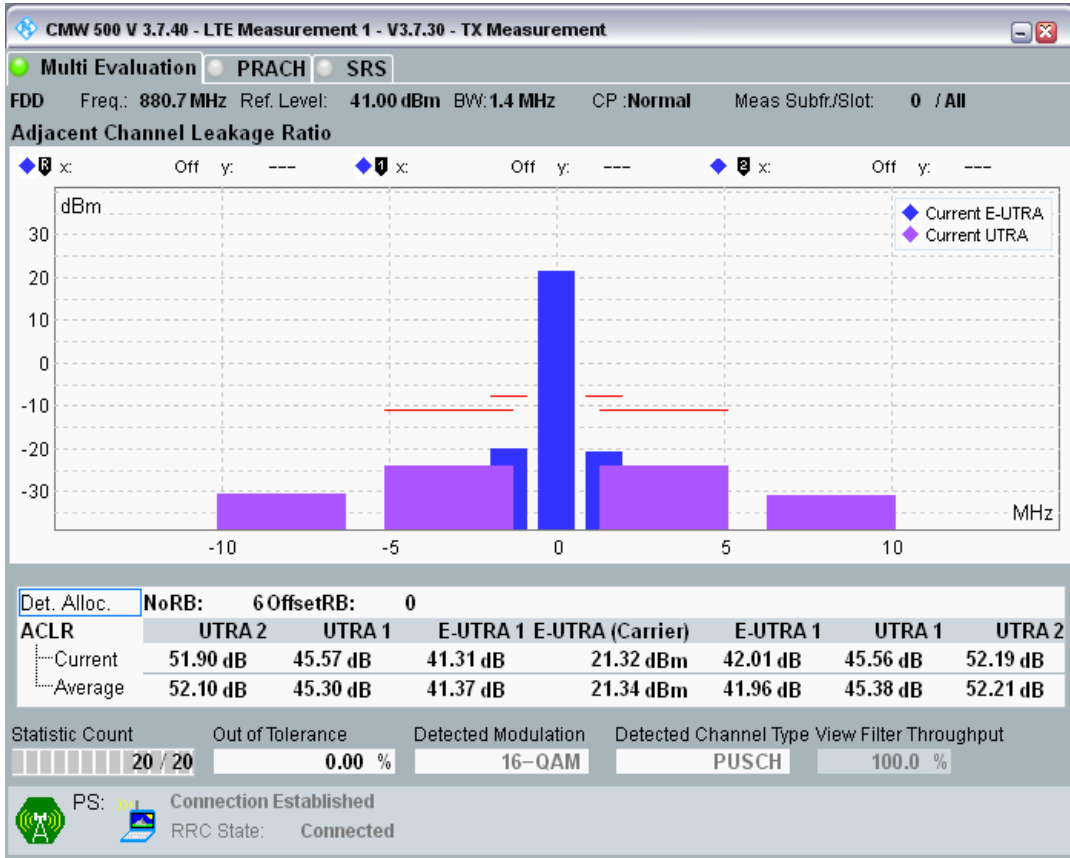 CMW 500 V 3.7.40 - LTE Measurement 1 - V3.7.30 - TX Measurement
Multi Evaluation PRACH SRS
FDD Freq.: 880.7 MHz Ref. Level: 41.00 dBm BW: 1.4 MHz CP :Normal Meas Subfr./Slot: 0 / All
Adjacent Channel Leakage Ratio
R x: Off y: --- 1 x: Off y: --- 2 x: Off y: ---
dBm
Current E-UTRA
Current UTRA
30
20
10
0
-10
-20
-30
MHz
-10 -5 0 5 10
Det. Alloc. NoRB: 6 OffsetRB: 0
ACLR UTRA 2 UTRA 1 E-UTRA 1 E-UTRA (Carrier) E-UTRA 1 UTRA 1 UTRA 2
Current 51.90 dB 45.57 dB 41.31 dB 21.32 dBm 42.01 dB 45.56 dB 52.19 dB
Average 52.10 dB 45.30 dB 41.37 dB 21.34 dBm 41.96 dB 45.38 dB 52.21 dB
Statistic Count Out of Tolerance Detected Modulation Detected Channel Type View Filter Throughput
20 / 20 0.00 % 16-QAM PUSCH 100.0 %
PS: Connection Established
RRC State: Connected